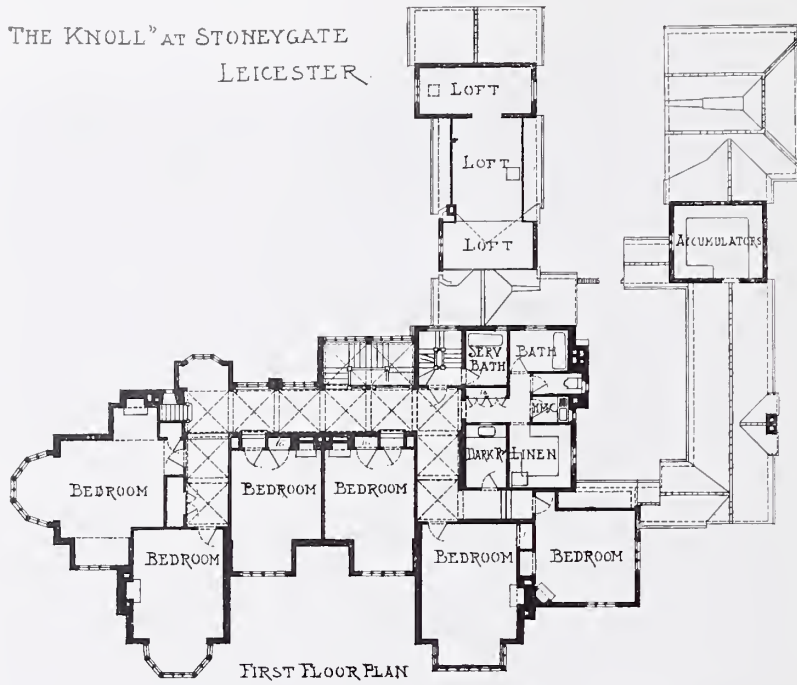 THE KNOLL" AT STONEYGATE
LEICESTER.
LOFT
LOFT
LOFT
ACCUMULATORS
SERV BATH
BATH
HMC
DARK R
LINEN
BEDROOM
BEDROOM
BEDROOM
BEDROOM
BEDROOM
BEDROOM
FIRST FLOOR PLAN